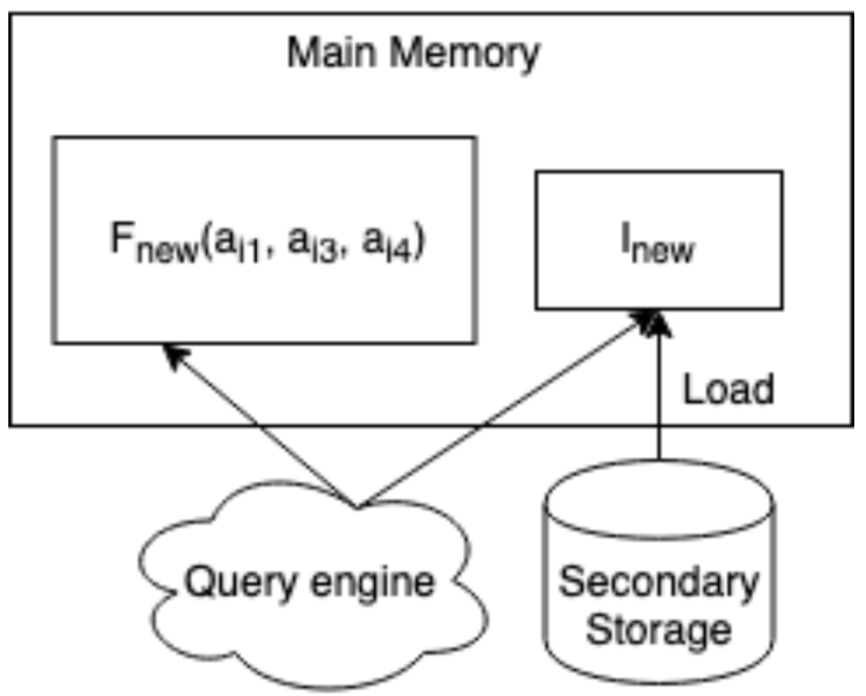 Main Memory
Fnew(ai1, ai3, ai4)
Inew
Load
Query engine
Secondary
Storage